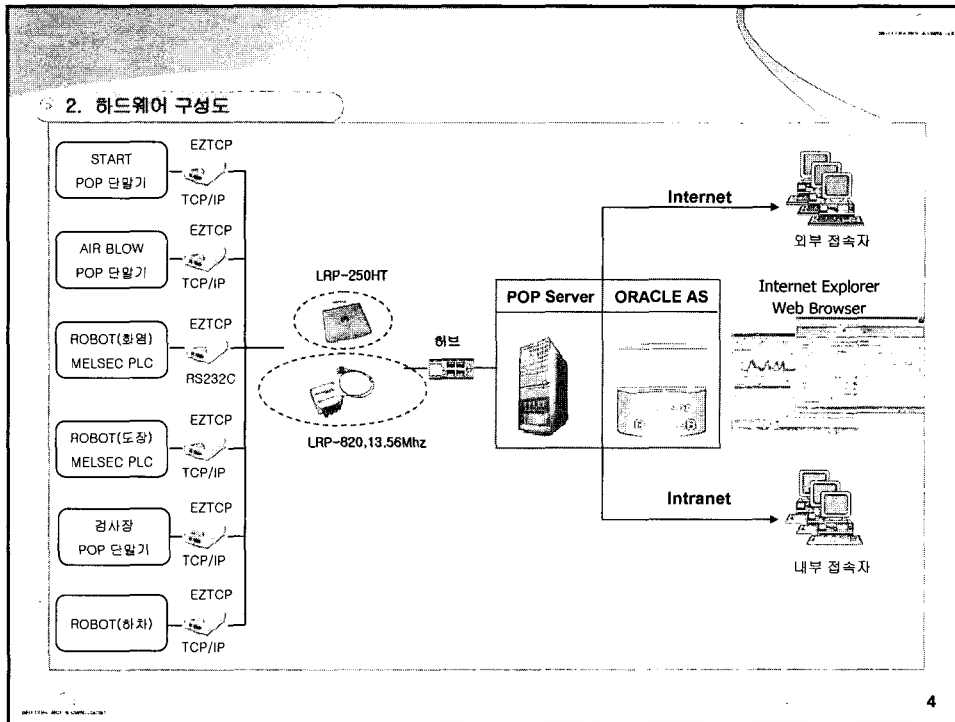 2. 하드웨어 구성도
START
POP 단말기
EZTCP
TCP/IP
AIR BLOW
POP 단말기
EZTCP
TCP/IP
ROBOT(화염)
MELSEC PLC
EZTCP
RS232C
ROBOT(도장)
MELSEC PLC
EZTCP
TCP/IP
검사장
POP 단말기
EZTCP
TCP/IP
ROBOT(하차)
EZTCP
TCP/IP
LRP-250HT
LRP-820,13.56Mhz
허브
POP Server
ORACLE AS
Internet
외부 접속자
Internet Explorer
Web Browser
Intranet
내부 접속자
4